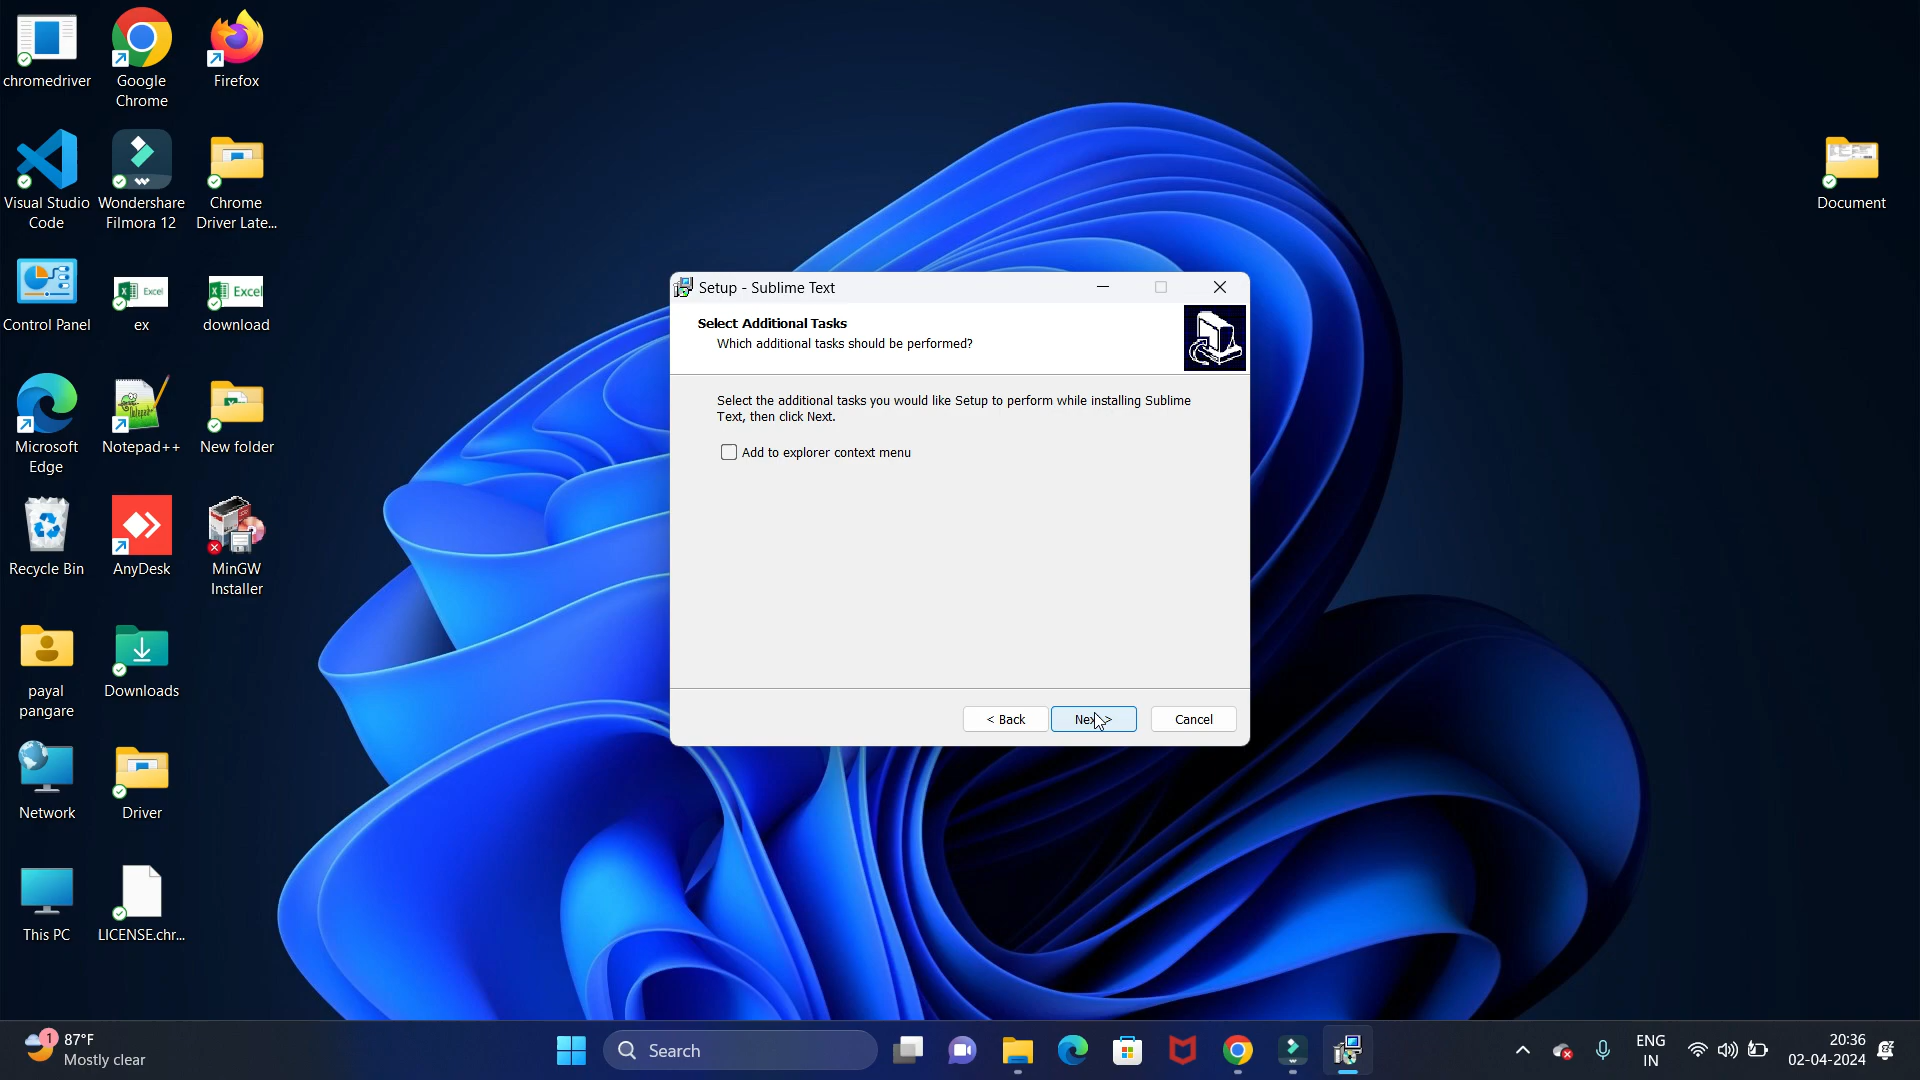 chromedriver
Google
Chrome
Firefox
Visual Studio
Code
Wondershare
Filmora 12
Chrome
Driver Late...
Document
Control Panel
Excel
ex
Excel
download
Setup - Sublime Text
Select Additional Tasks
Which additional tasks should be performed?
Select the additional tasks you would like Setup to perform while installing Sublime
Text, then click Next.
Add to explorer context menu
< Back
Cancel
Microsoft
Edge
Notepad++
New folder
Recycle Bin
AnyDesk
MinGW
Installer
payal
pangare
Downloads
Network
Driver
This PC
LICENSE.chr...
1
87°F
Mostly clear
Search
ENG
IN
20:36
02-04-2024